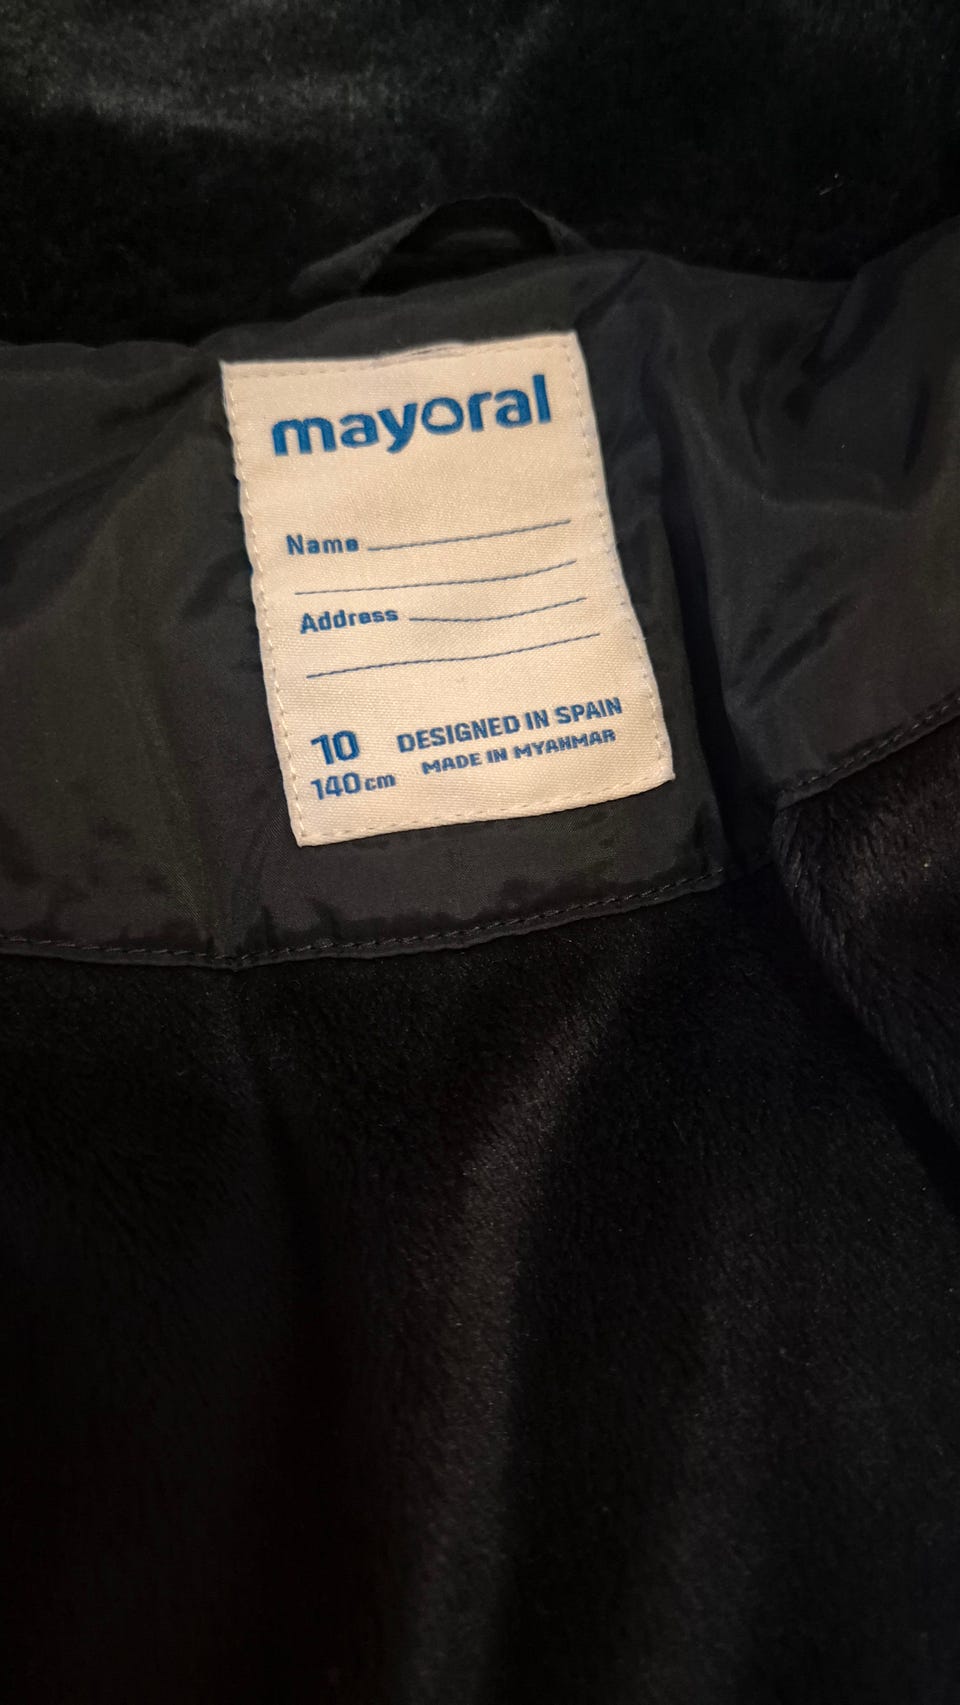 mayoral
Name
Address
10
140cm
DESIGNED IN SPAIN
MADE IN MYANMAR